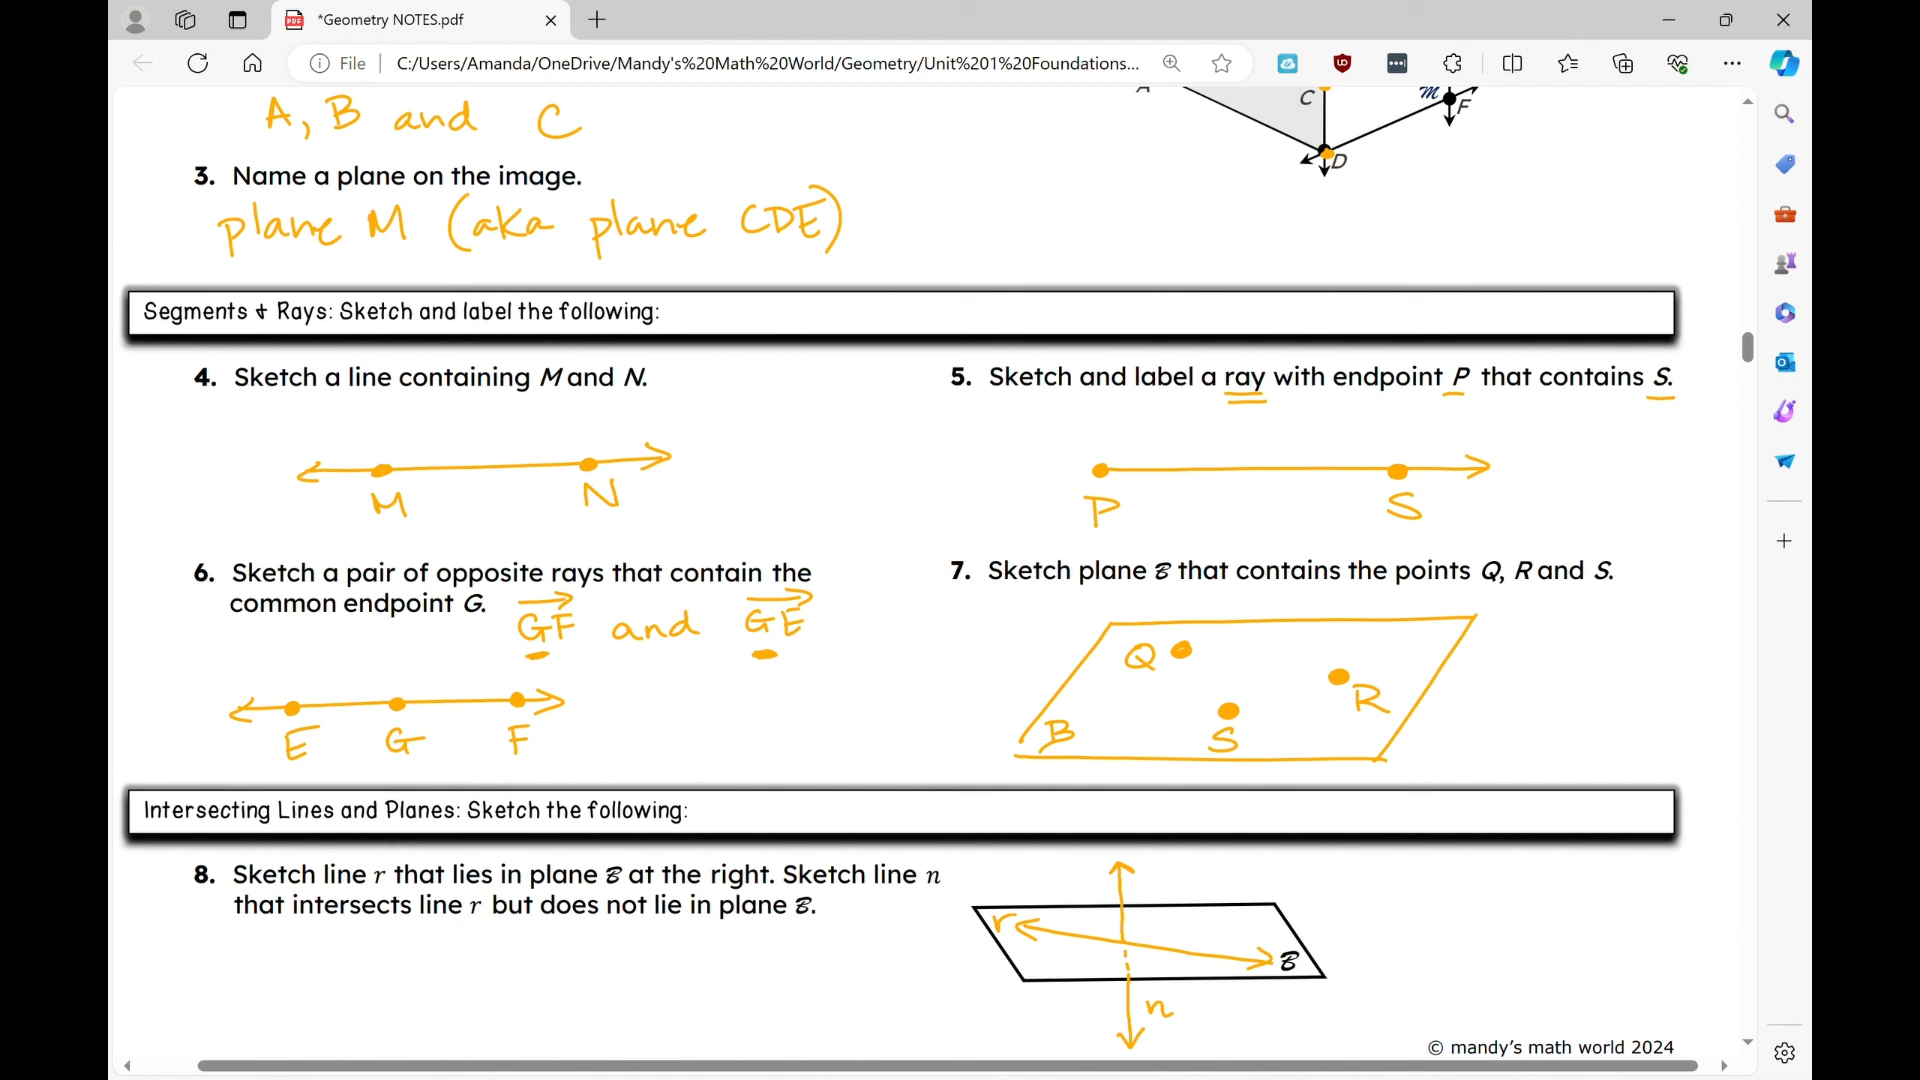 *Geometry NOTES.pdf
File
C:/Users/Amanda/OneDrive/Mandy's%20Math%20World/Geometry/Unit%201%20Foundations...
A, B and C
A
C
M
F
D
3. Name a plane on the image.
plane M (aka plane CDE)
Segments & Rays: Sketch and label the following:
4. Sketch a line containing M and N.
M
N
5. Sketch and label a ray with endpoint P that contains S.
P
S
6. Sketch a pair of opposite rays that contain the
common endpoint G.
GF and GE
E
G
F
7. Sketch plane B that contains the points Q, R and S.
Q
R
S
B
Intersecting Lines and Planes: Sketch the following:
8. Sketch line r that lies in plane B at the right. Sketch line n
that intersects line r but does not lie in plane B.
r
B
n
© mandy's math world 2024